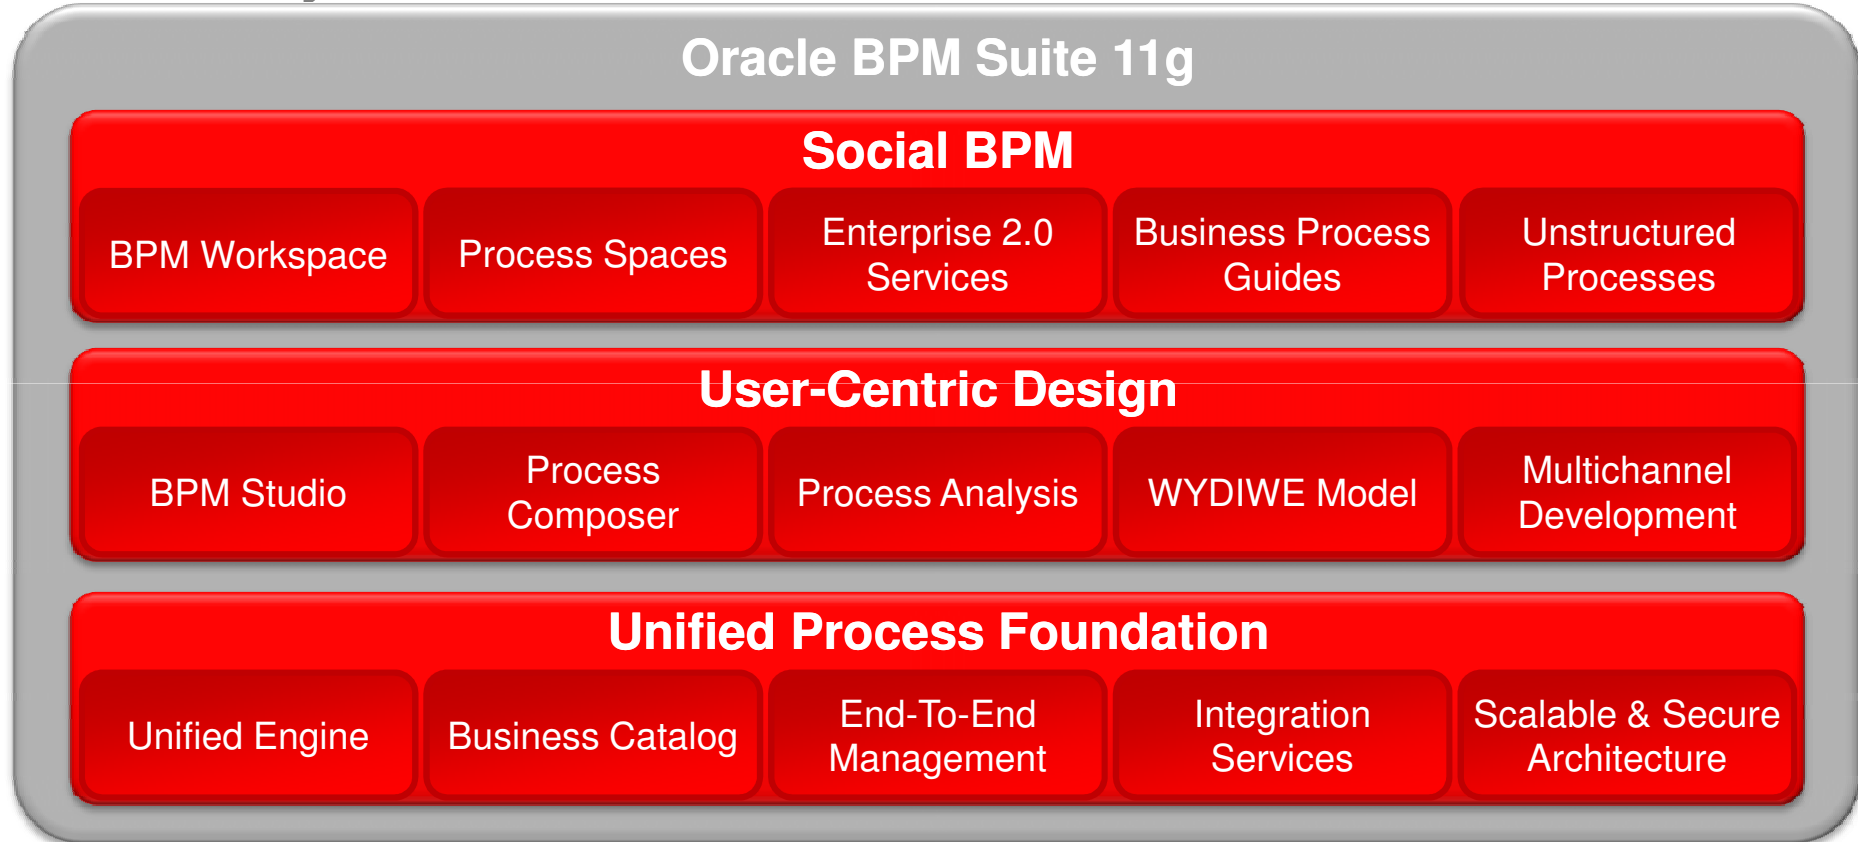 Oracle BPM Suite 11g
Social BPM
BPM Workspace
Process Spaces
Enterprise 2.0
Services
Business Process
Guides
Unstructured
Processes
User-Centric Design
BPM Studio
Process
Composer
Process Analysis
WYDIWE Model
Multichannel
Development
Unified Process Foundation
Unified Engine
Business Catalog
End-To-End
Management
Integration
Services
Scalable & Secure
Architecture